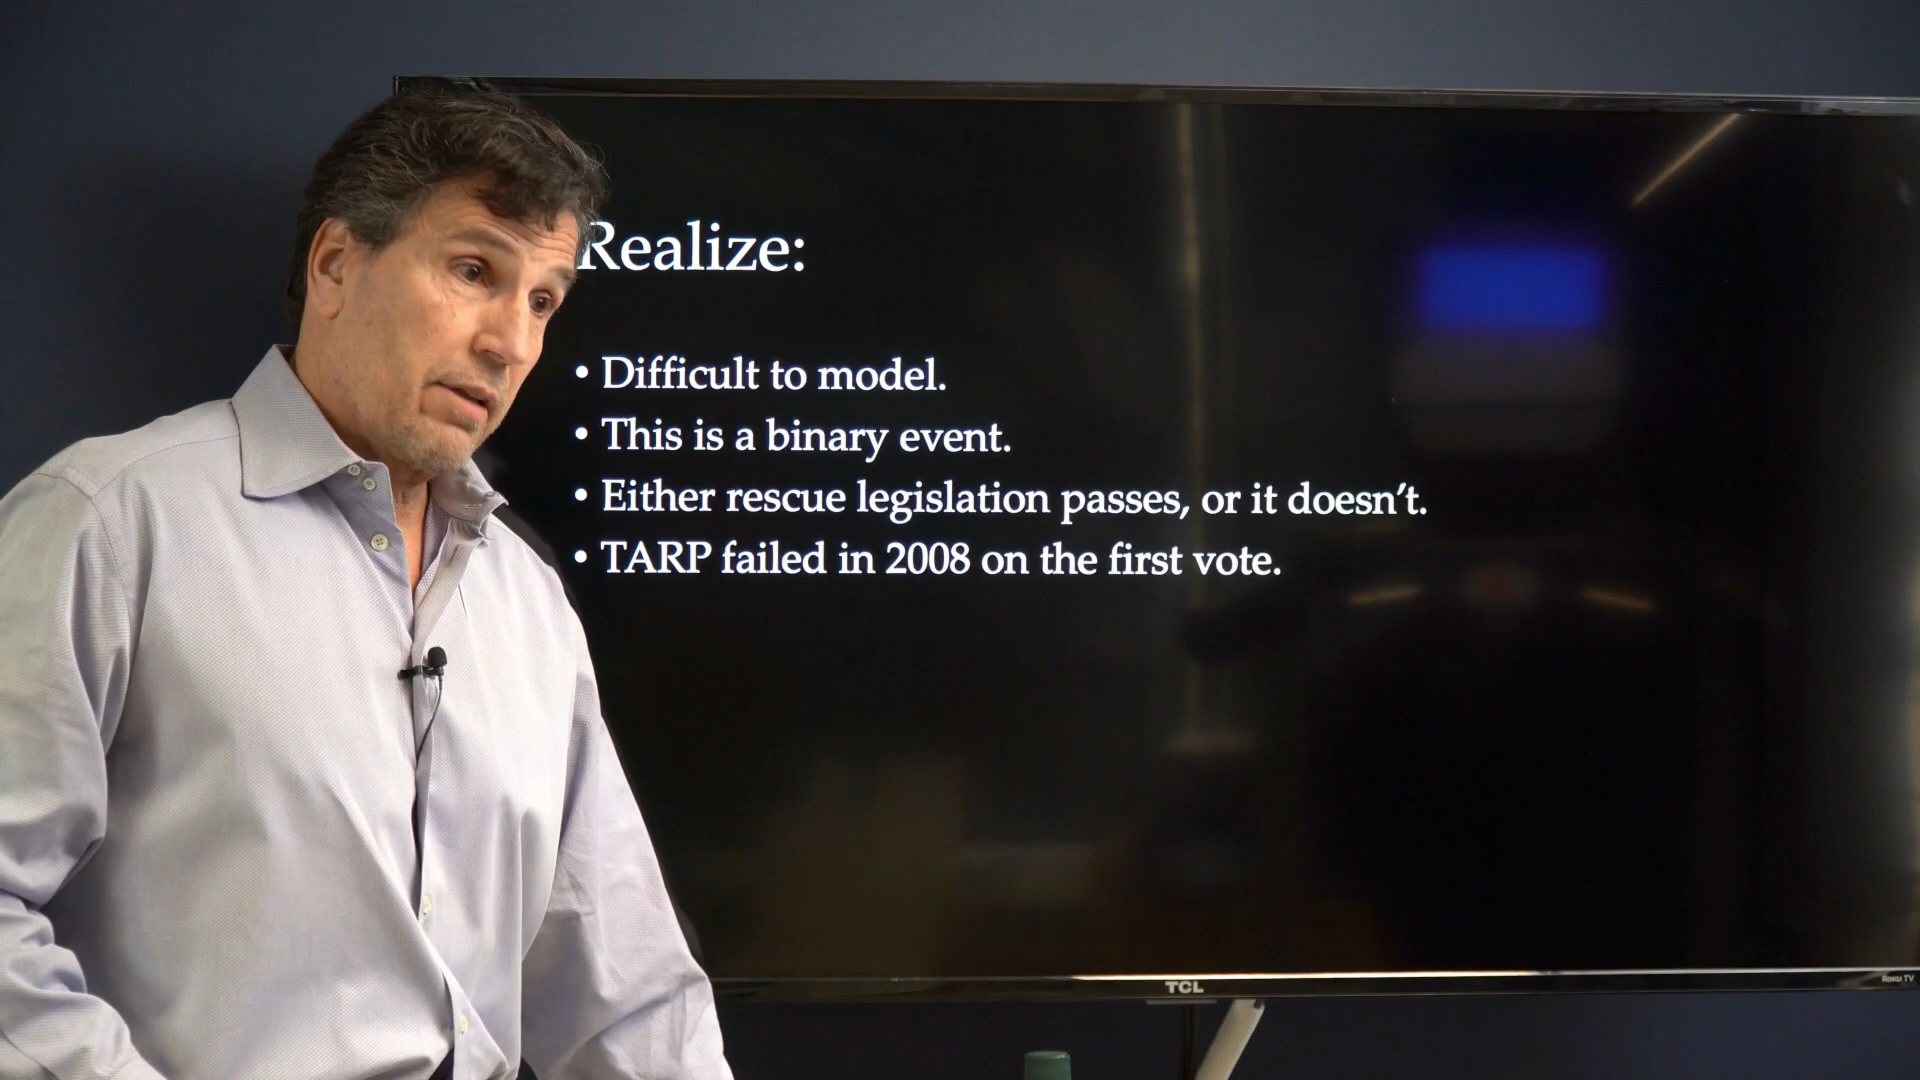 Realize:
• Difficult to model.
• This is a binary event.
• Either rescue legislation passes, or it doesn’t.
• TARP failed in 2008 on the first vote.
TCL
Roku TV